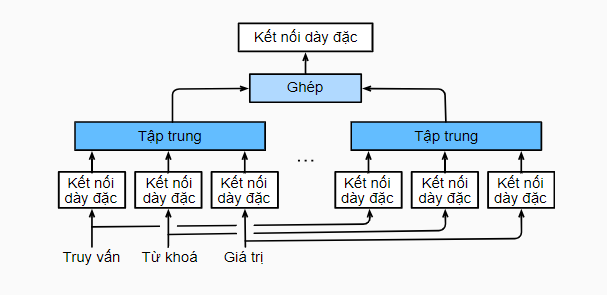 Kết nối dày đặc
Ghép
Tập trung
Tập trung
Kết nối
dày đặc
Kết nối
dày đặc
Kết nối
dày đặc
...
Kết nối
dày đặc
Kết nối
dày đặc
Kết nối
dày đặc
Truy vấn
Từ khoá
Giá trị